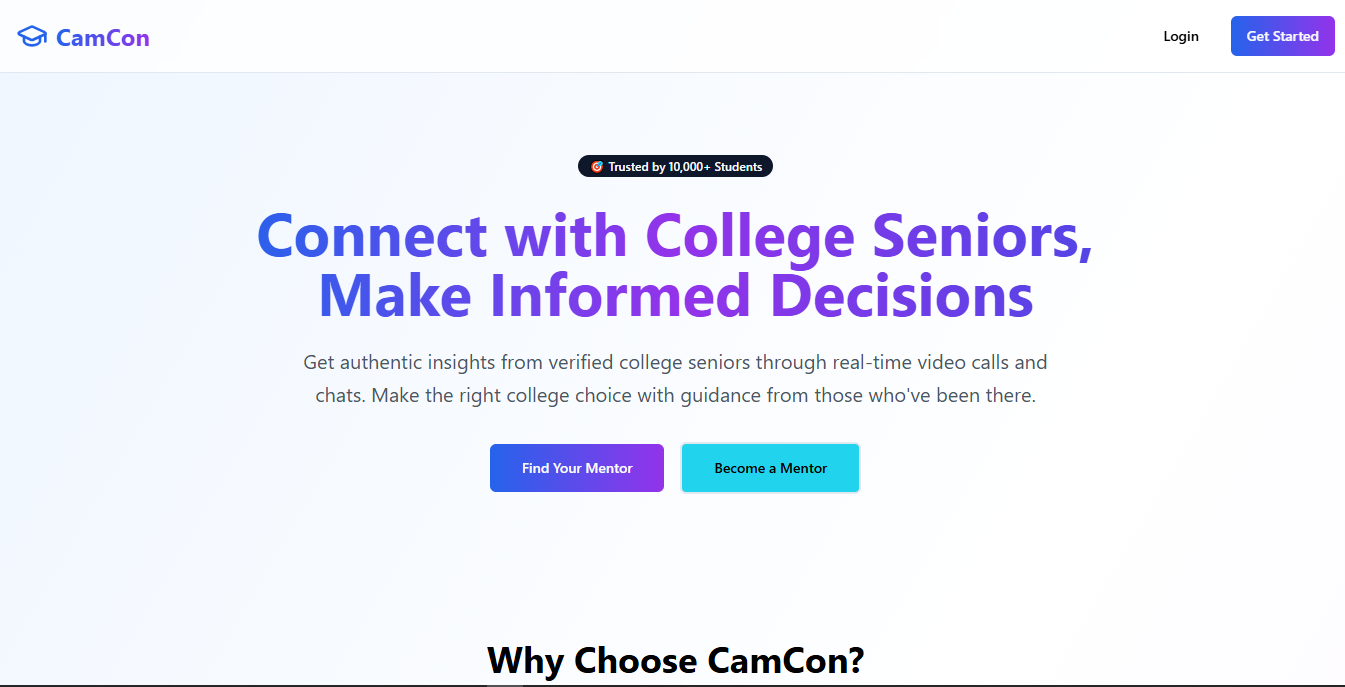 CamCon
Login
Get Started
🎯 Trusted by 10,000+ Students
Connect with College Seniors,
Make Informed Decisions
Get authentic insights from verified college seniors through real-time video calls and
chats. Make the right college choice with guidance from those who've been there.
Find Your Mentor
Become a Mentor
Why Choose CamCon?